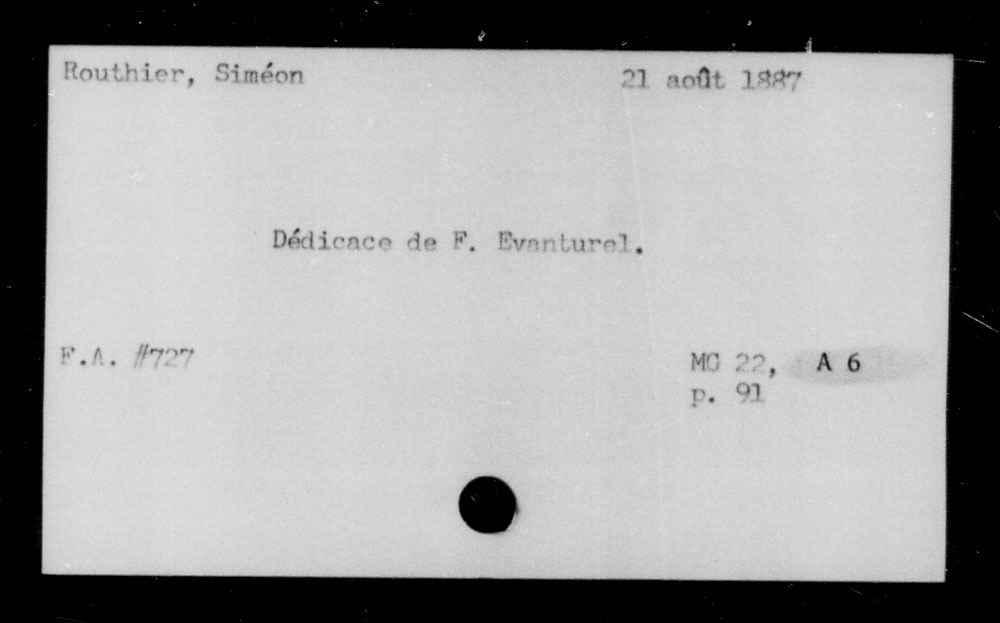 Routhier, Siméon 21 août 1887
Dédicace de F. Evanturel.
F.A. #727 MG 22, A 6
p. 91